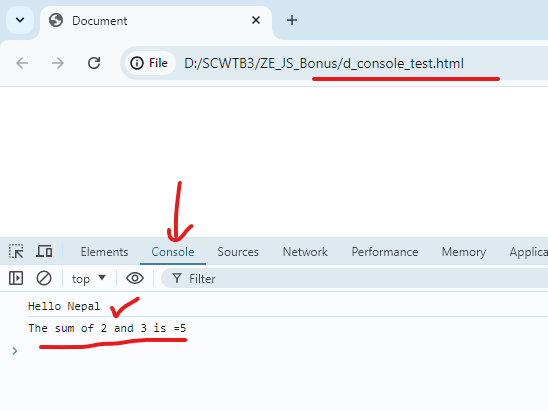 Document
File D:/SCWTB3/ZE_JS_Bonus/d_console_test.html
Elements Console Sources Network Performance Memory Applica
top Filter
Hello Nepal
The sum of 2 and 3 is =5